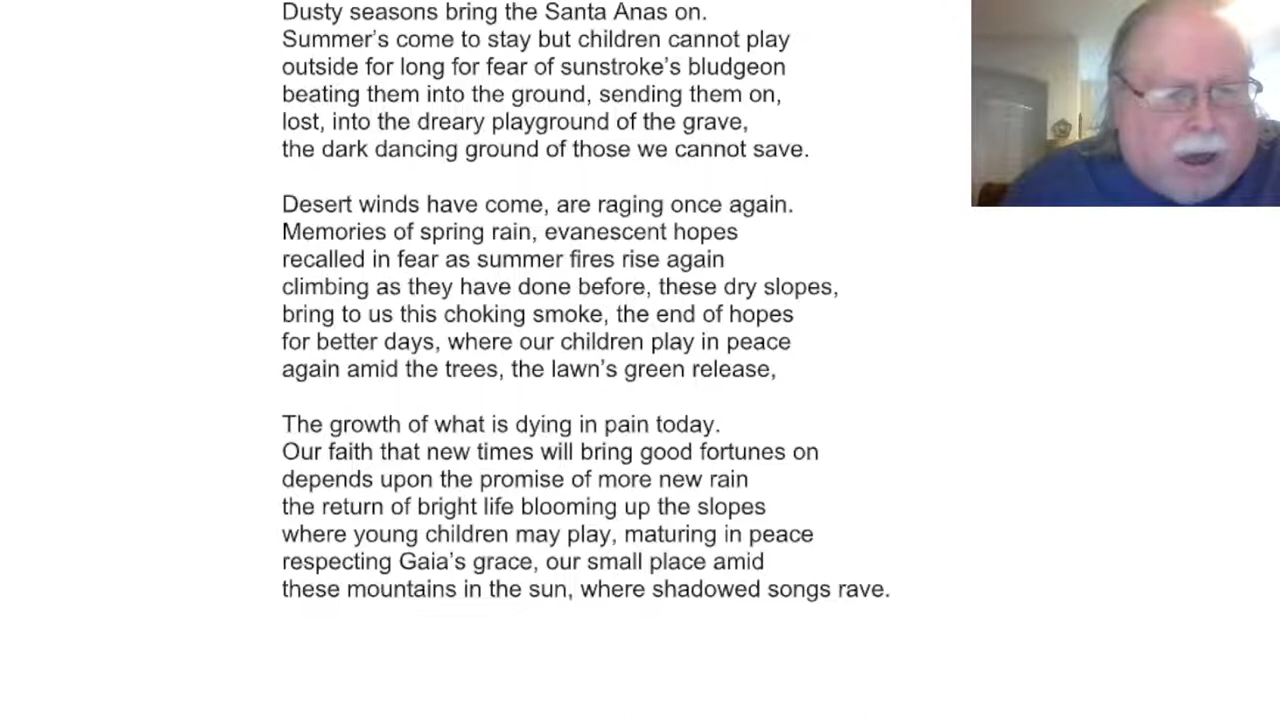 Dusty seasons bring the Santa Anas on.
Summer's come to stay but children cannot play
outside for long for fear of sunstroke's bludgeon
beating them into the ground, sending them on,
lost, into the dreary playground of the grave,
the dark dancing ground of those we cannot save.
Desert winds have come, are raging once again.
Memories of spring rain, evanescent hopes
recalled in fear as summer fires rise again
climbing as they have done before, these dry slopes,
bring to us this choking smoke, the end of hopes
for better days, where our children play in peace
again amid the trees, the lawn's green release,
The growth of what is dying in pain today.
Our faith that new times will bring good fortunes on
depends upon the promise of more new rain
the return of bright life blooming up the slopes
where young children may play, maturing in peace
respecting Gaia's grace, our small place amid
these mountains in the sun, where shadowed songs rave.